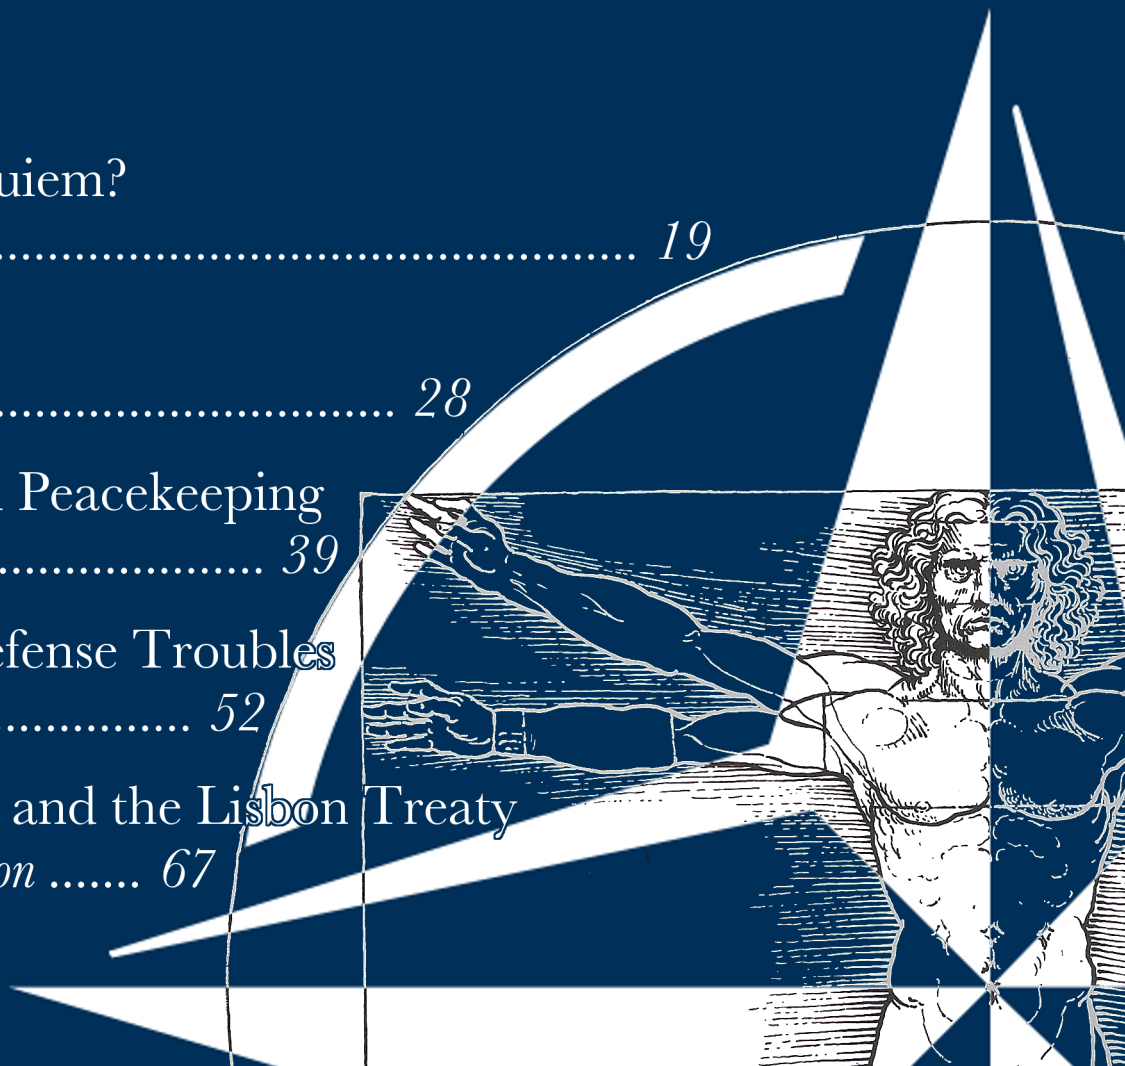 uiem?
................................................ 19
.............................. 28
Peacekeeping
.................... 39
efense Troubles
.............. 52
and the Lisbon Treaty
on ....... 67